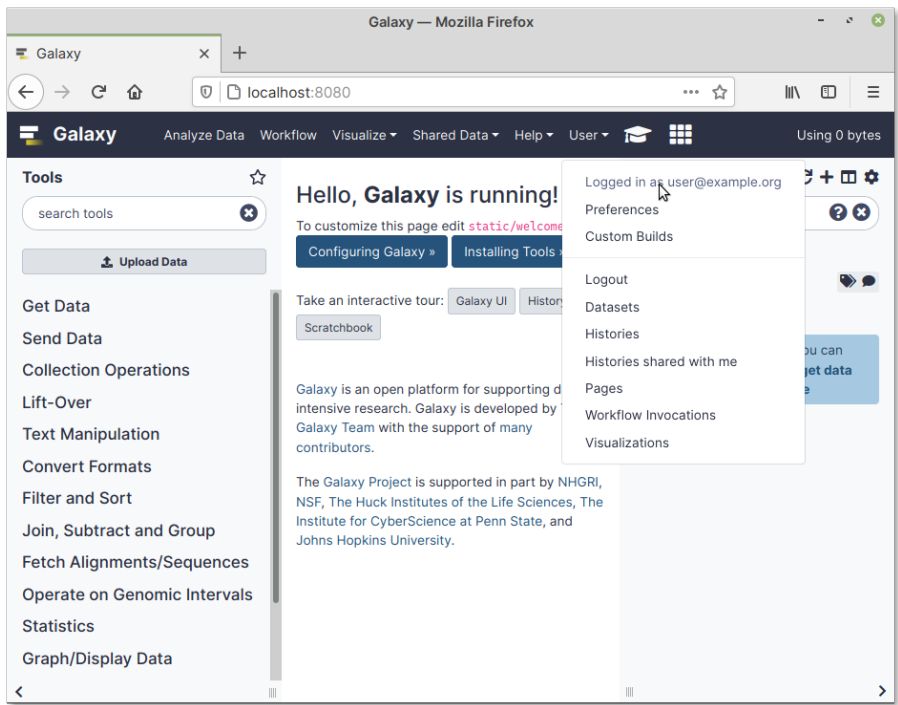 Galaxy — Mozilla Firefox
Galaxy
localhost:8080
Galaxy Analyze Data Workflow Visualize Shared Data Help User Using 0 bytes
Tools
search tools
Upload Data
Get Data
Send Data
Collection Operations
Lift-Over
Text Manipulation
Convert Formats
Filter and Sort
Join, Subtract and Group
Fetch Alignments/Sequences
Operate on Genomic Intervals
Statistics
Graph/Display Data
Hello, Galaxy is running!
To customize this page edit static/welcome
Configuring Galaxy » Installing Tools »
Take an interactive tour: Galaxy UI History
Scratchbook
Galaxy is an open platform for supporting d
intensive research. Galaxy is developed by
Galaxy Team with the support of many
contributors.
The Galaxy Project is supported in part by NHGRI,
NSF, The Huck Institutes of the Life Sciences, The
Institute for CyberScience at Penn State, and
Johns Hopkins University.
Logged in as user@example.org
Preferences
Custom Builds
Logout
Datasets
Histories
Histories shared with me
Pages
Workflow Invocations
Visualizations
ou can
get data
e